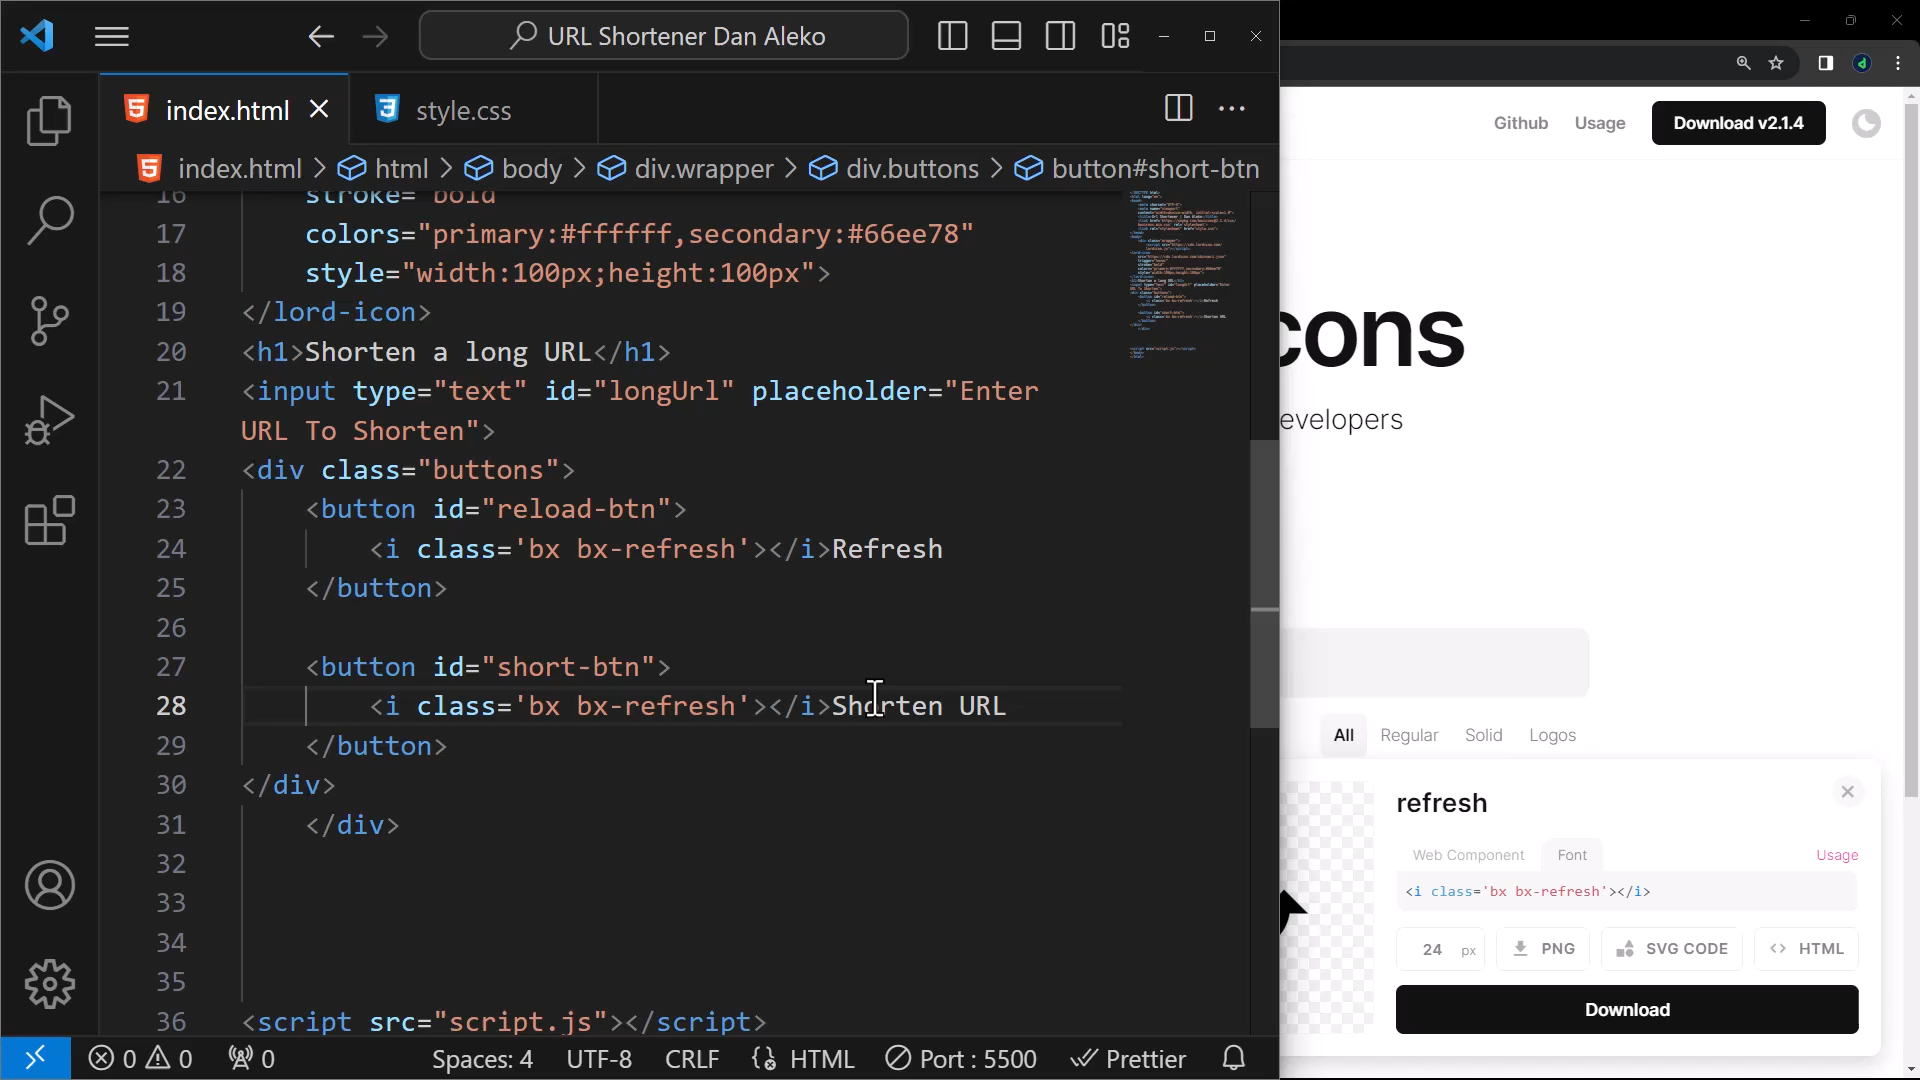 URL Shortener Dan Aleko
index.html
style.css
index.html > html > body > div.wrapper > div.buttons > button#short-btn
16 stroke="bold"
17 colors="primary:#ffffff,secondary:#66ee78"
18 style="width:100px;height:100px">
19 </lord-icon>
20 <h1>Shorten a long URL</h1>
21 <input type="text" id="longUrl" placeholder="Enter
URL To Shorten">
22 <div class="buttons">
23 <button id="reload-btn">
24 <i class='bx bx-refresh'></i>Refresh
25 </button>
26
27 <button id="short-btn">
28 <i class='bx bx-refresh'></i>Shorten URL
29 </button>
30 </div>
31 </div>
32
33
34
35
36 <script src="script.js"></script>
0 0 0
Spaces: 4 UTF-8 CRLF HTML Port : 5500 Prettier
Github Usage Download v2.1.4
cons
evelopers
All Regular Solid Logos
refresh
Web Component Font Usage
<i class='bx bx-refresh'></i>
24 px PNG SVG CODE HTML
Download